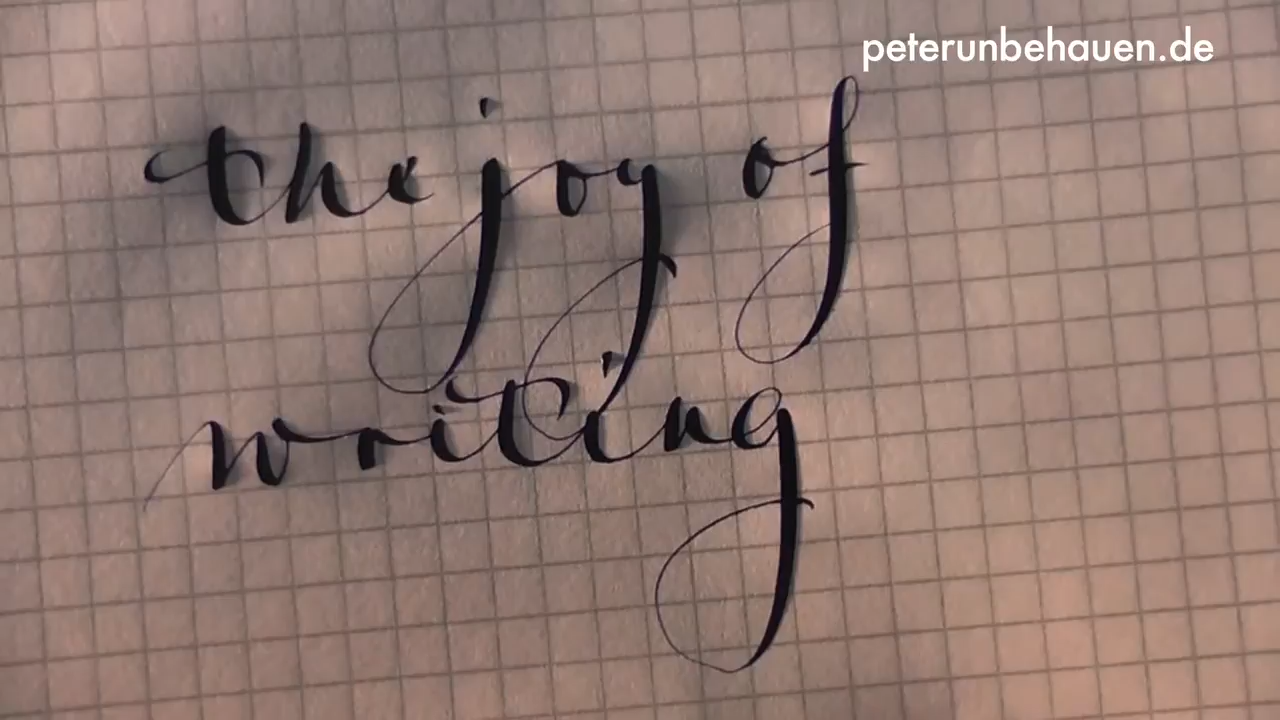 peterunbehauen.de
the joy of
writing